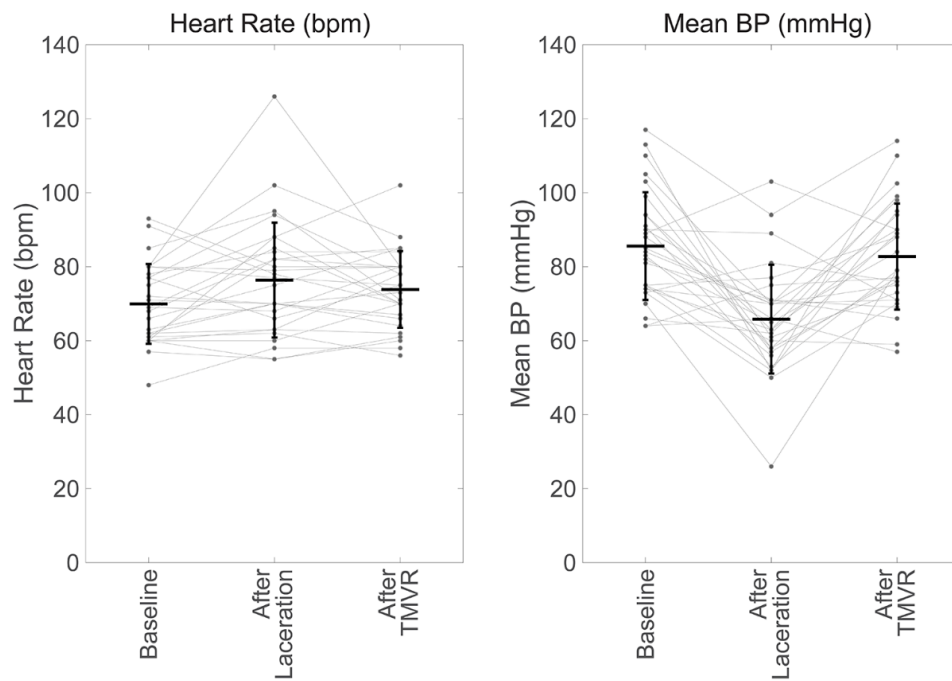 Heart Rate (bpm)
Heart Rate (bpm)
140
120
100
80
60
40
20
0
Baseline
After
Laceration
After
TMVR
Mean BP (mmHg)
Mean BP (mmHg)
140
120
100
80
60
40
20
0
Baseline
After
Laceration
After
TMVR